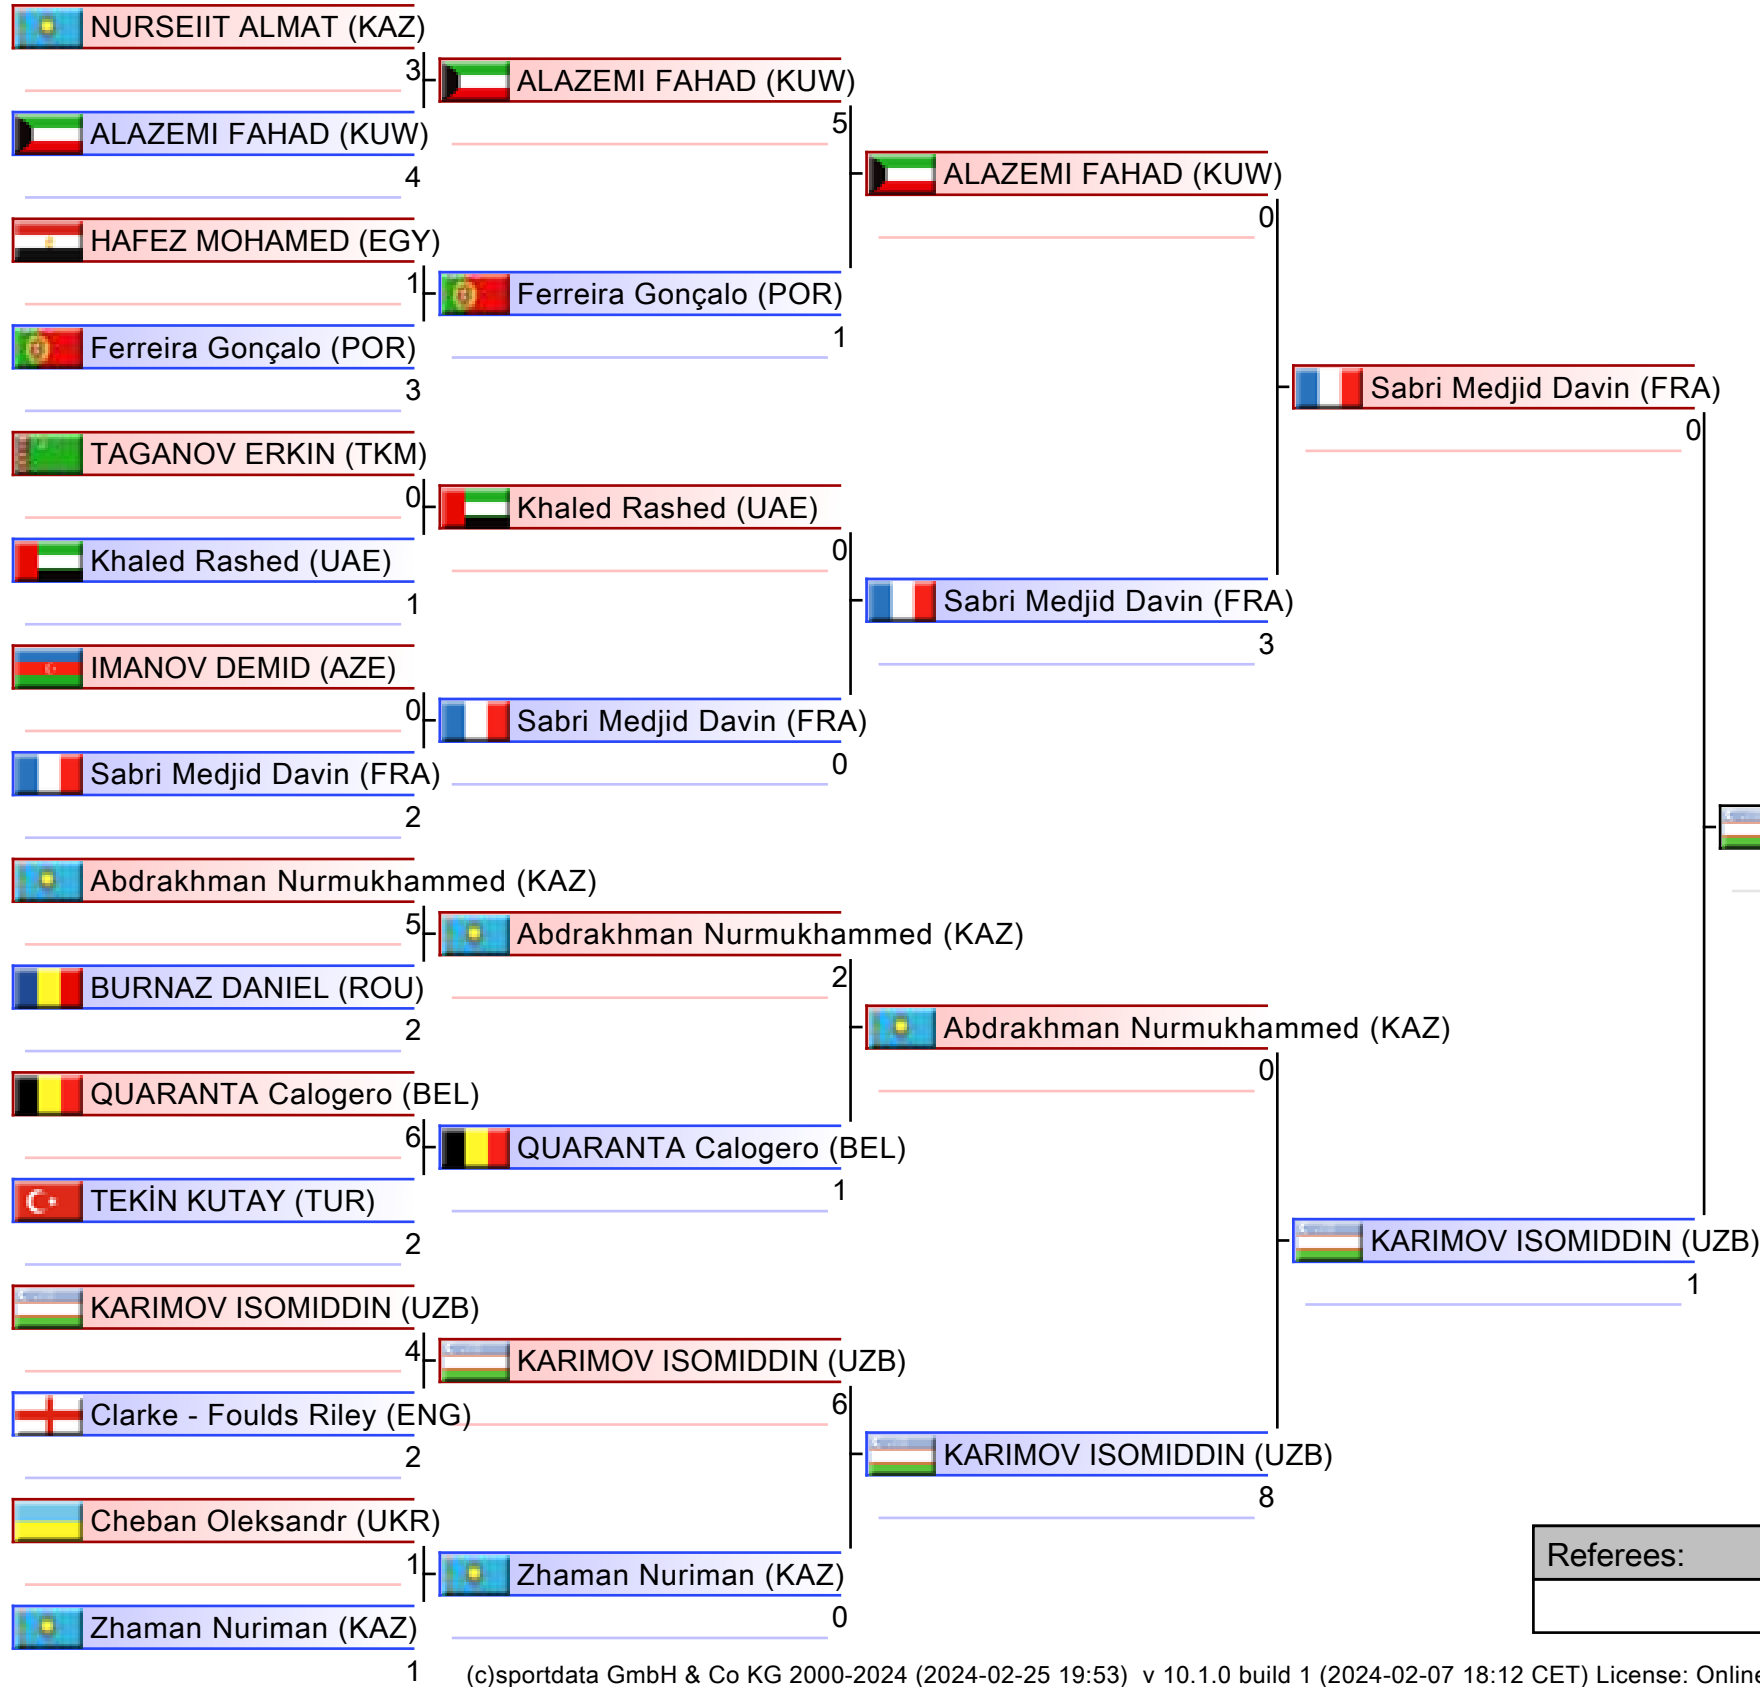 NURSEIIT ALMAT (KAZ)
3
ALAZEMI FAHAD (KUW)
4
HAFEZ MOHAMED (EGY)
1
Ferreira Gonçalo (POR)
3
TAGANOV ERKIN (TKM)
0
Khaled Rashed (UAE)
1
IMANOV DEMID (AZE)
0
Sabri Medjid Davin (FRA)
2
Abdrakhman Nurmukhammed (KAZ)
5
BURNAZ DANIEL (ROU)
2
QUARANTA Calogero (BEL)
6
TEKİN KUTAY (TUR)
2
KARIMOV ISOMIDDIN (UZB)
4
Clarke - Foulds Riley (ENG)
2
Cheban Oleksandr (UKR)
1
Zhaman Nuriman (KAZ)
1
ALAZEMI FAHAD (KUW)
5
Ferreira Gonçalo (POR)
1
Khaled Rashed (UAE)
0
Sabri Medjid Davin (FRA)
0
Abdrakhman Nurmukhammed (KAZ)
2
QUARANTA Calogero (BEL)
1
KARIMOV ISOMIDDIN (UZB)
6
Zhaman Nuriman (KAZ)
0
ALAZEMI FAHAD (KUW)
0
Sabri Medjid Davin (FRA)
3
Abdrakhman Nurmukhammed (KAZ)
0
KARIMOV ISOMIDDIN (UZB)
8
Sabri Medjid Davin (FRA)
0
KARIMOV ISOMIDDIN (UZB)
1
Referees:
(c)sportdata GmbH & Co KG 2000-2024 (2024-02-25 19:53) v 10.1.0 build 1 (2024-02-07 18:12 CET) License: Online